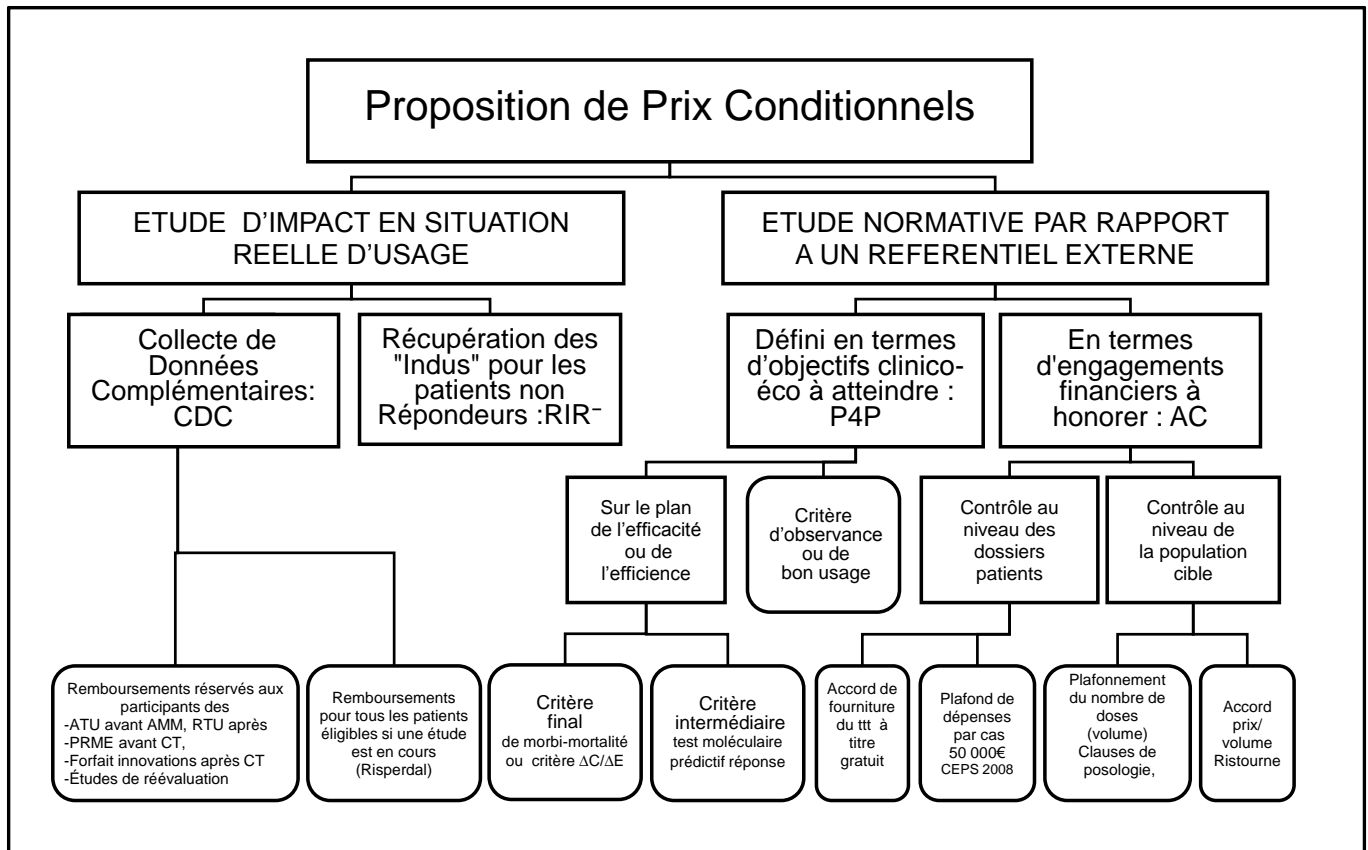 Proposition de Prix Conditionnels
ETUDE D’IMPACT EN SITUATION
REELLE D’USAGE
ETUDE NORMATIVE PAR RAPPORT
A UN REFERENTIEL EXTERNE
Collecte de
Données
Complémentaires:
CDC
Récupération des
"Indus" pour les
patients non
Répondeurs :RIR⁻
Défini en termes
d’objectifs clinico-
éco à atteindre :
P4P
En termes
d'engagements
financiers à
honorer : AC
Sur le plan
de l’efficacité
ou de
l’efficience
Critère
d’observance
ou de
bon usage
Contrôle au
niveau des
dossiers
patients
Contrôle au
niveau de
la population
cible
Remboursements réservés aux
participants des
-ATU avant AMM, RTU après
-PRME avant CT,
-Forfait innovations après CT
-Études de réévaluation
Remboursements
pour tous les patients
éligibles si une étude
est en cours
(Risperdal)
Critère
final
de morbi-mortalité
ou critère ∆C/∆E
Critère
intermédiaire
test moléculaire
prédictif réponse
Accord de
fourniture
du ttt à
titre
gratuit
Plafond de
dépenses
par cas
50 000€
CEPS 2008
Plafonnement
du nombre de
doses
(volume)
Clauses de
posologie,
Accord
prix/
volume
Ristourne